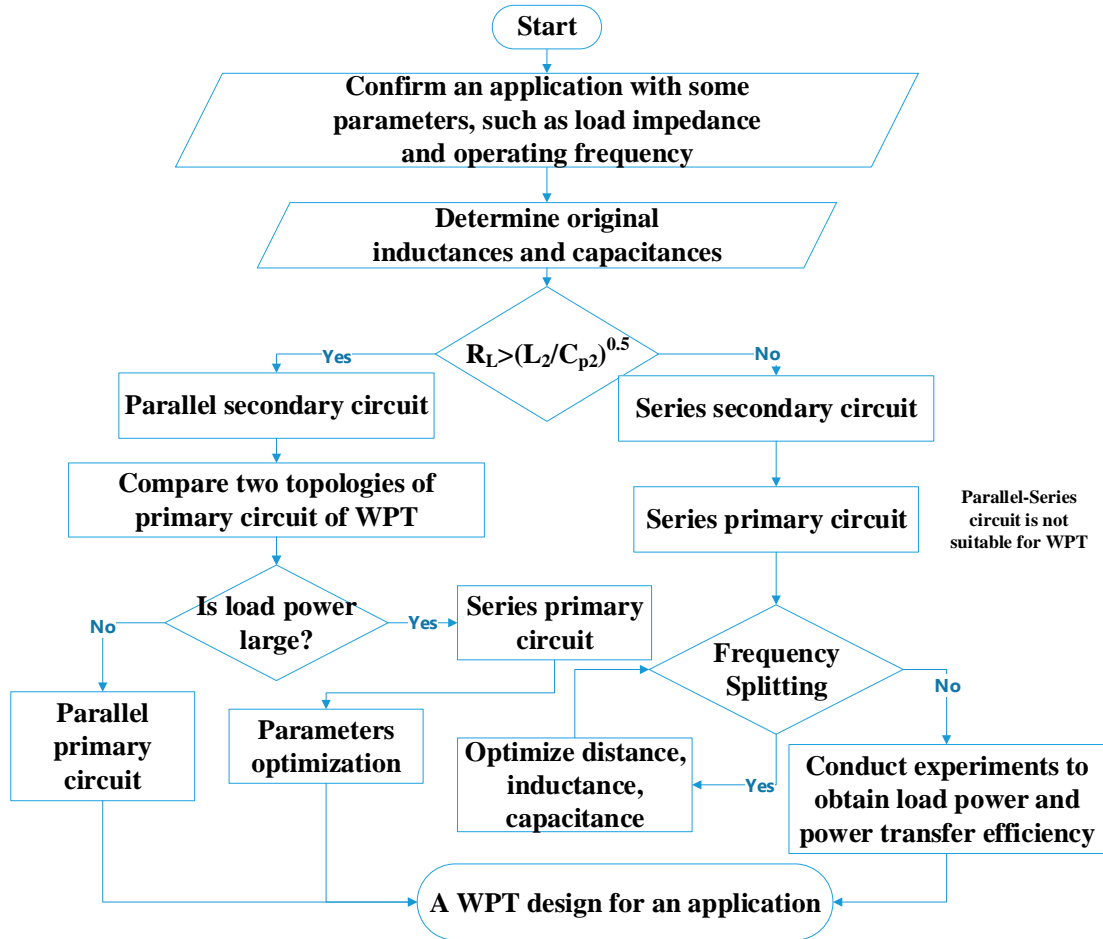 Start
Confirm an application with some
parameters, such as load impedance
and operating frequency
Determine original
inductances and capacitances
R_L>(L_2/C_p2)^0.5
Yes
No
Parallel secondary circuit
Series secondary circuit
Compare two topologies of
primary circuit of WPT
Series primary circuit
Parallel-Series
circuit is not
suitable for WPT
Is load power
large?
No
Yes
Series primary
circuit
Frequency
Splitting
No
Parallel
primary
circuit
Parameters
optimization
Optimize distance,
inductance,
capacitance
Yes
Conduct experiments to
obtain load power and
power transfer efficiency
A WPT design for an application